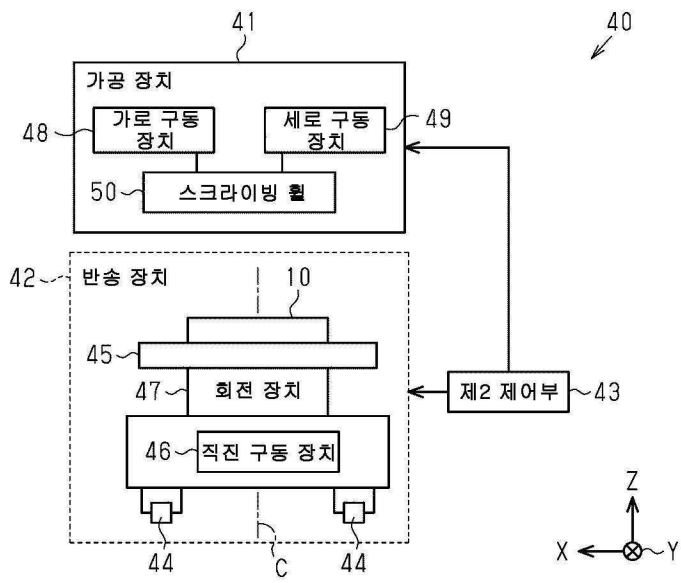 41
40
가공 장치
48
가로 구동
장치
세로 구동
장치
49
50
스크라이빙 휠
42
반송 장치
10
45
47
회전 장치
제2 제어부
43
46
직진 구동 장치
44
C
44
Z
X
Y